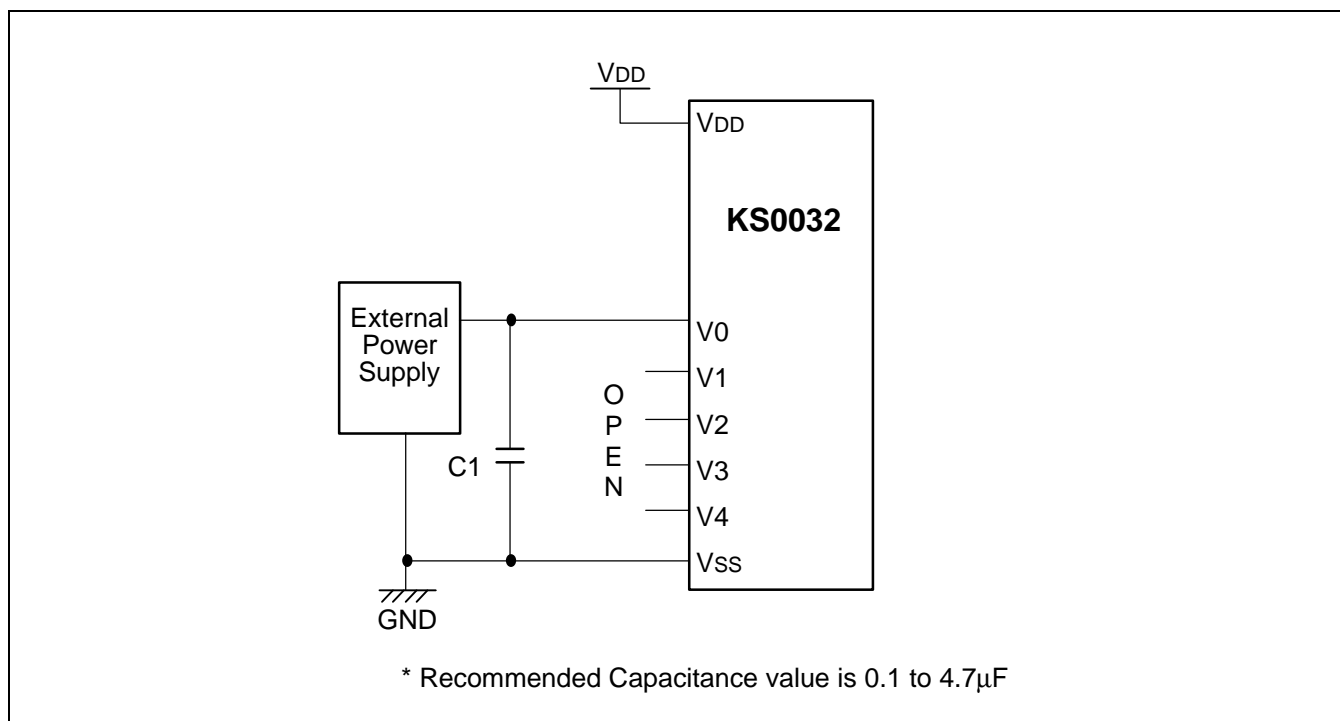 VDD
VDD
KS0032
External
Power
Supply
V0
V1
V2
V3
V4
VSS
OPEN
C1
GND
* Recommended Capacitance value is 0.1 to 4.7μF